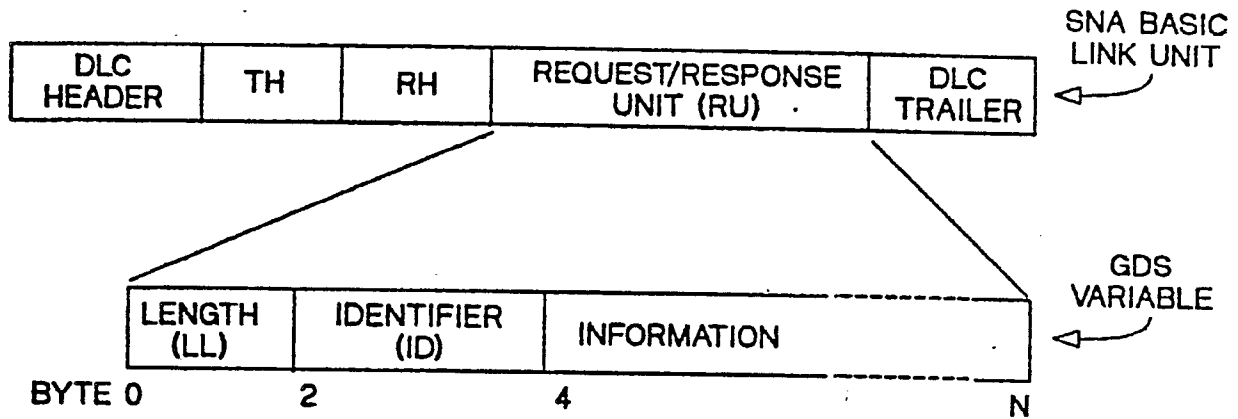 SNA BASIC
LINK UNIT
DLC
HEADER
TH
RH
REQUEST/RESPONSE
UNIT (RU)
DLC
TRAILER
GDS
VARIABLE
LENGTH
(LL)
IDENTIFIER
(ID)
INFORMATION
BYTE 0
2
4
N